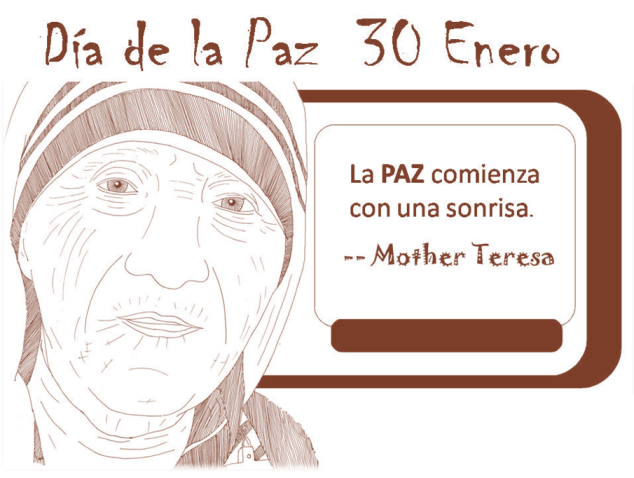 Día de la Paz 30 Enero
La PAZ comienza
con una sonrisa.
-- Mother Teresa